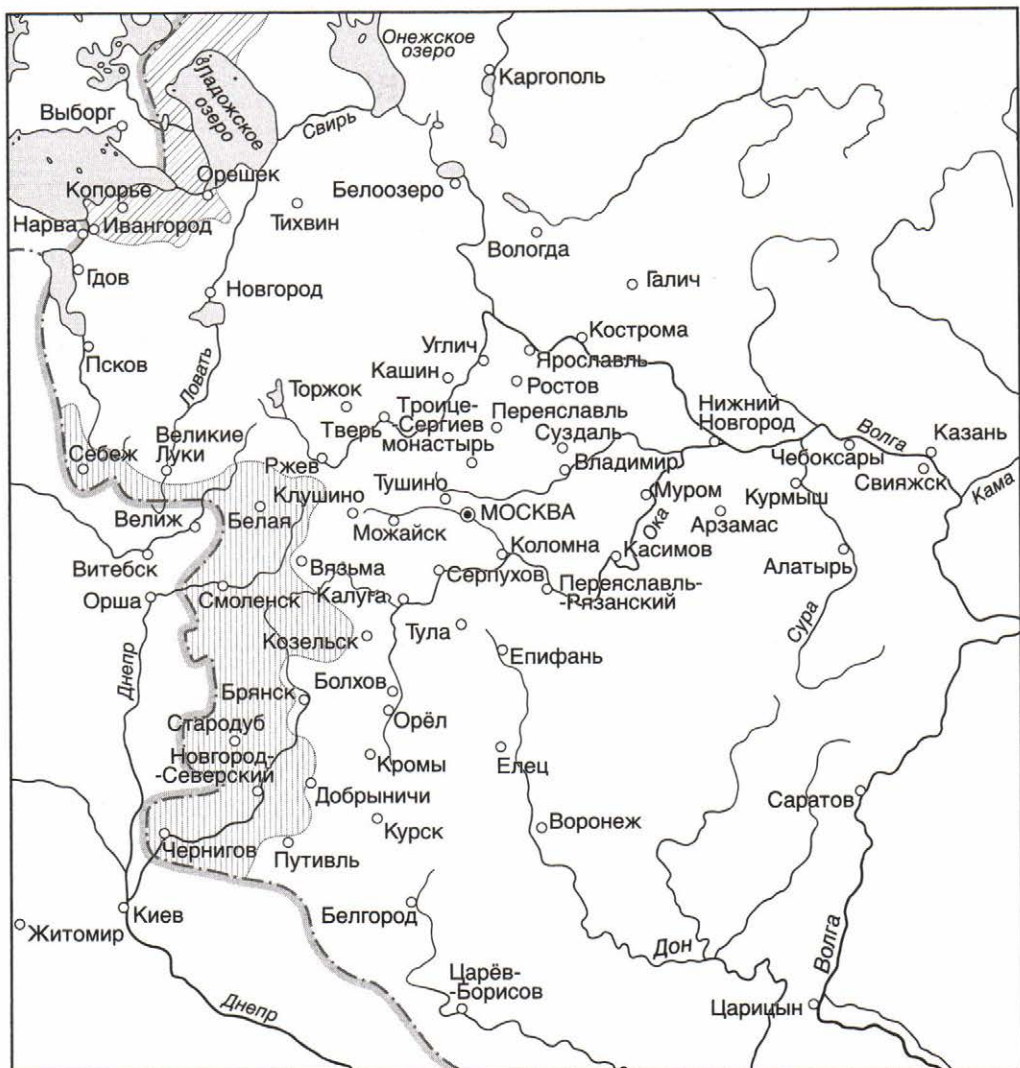 Онежское
озеро
Каргополь
Ладожское
озеро
Выборг
Свирь
Орешек
Копорье
Белоозеро
Нарва
Ивангород
Тихвин
Вологда
Гдов
Новгород
Галич
Кострома
Углич
Ярославль
Псков
Кашин
Ростов
Ловать
Торжок
Троице-
-Сергиев
монастырь
Переяславль
Нижний
Новгород
Тверь
Суздаль
Волга
Казань
Великие
Луки
Себеж
Ржев
Владимир
Чебоксары
Свияжск
Кама
Тушино
Клушино
Белая
МОСКВА
Муром
Курмыш
Велиж
Можайск
Ока
Арзамас
Коломна
Касимов
Витебск
Вязьма
Серпухов
Алатырь
Орша
Смоленск
Калуга
Переяславль-
-Рязанский
Сура
Козельск
Тула
Епифань
Днепр
Болхов
Брянск
Орёл
Стародуб
Новгород-
-Северский
Кромы
Елец
Добрыничи
Саратов
Курск
Воронеж
Чернигов
Путивль
Киев
Белгород
Житомир
Дон
Волга
Царёв-
-Борисов
Днепр
Царицын